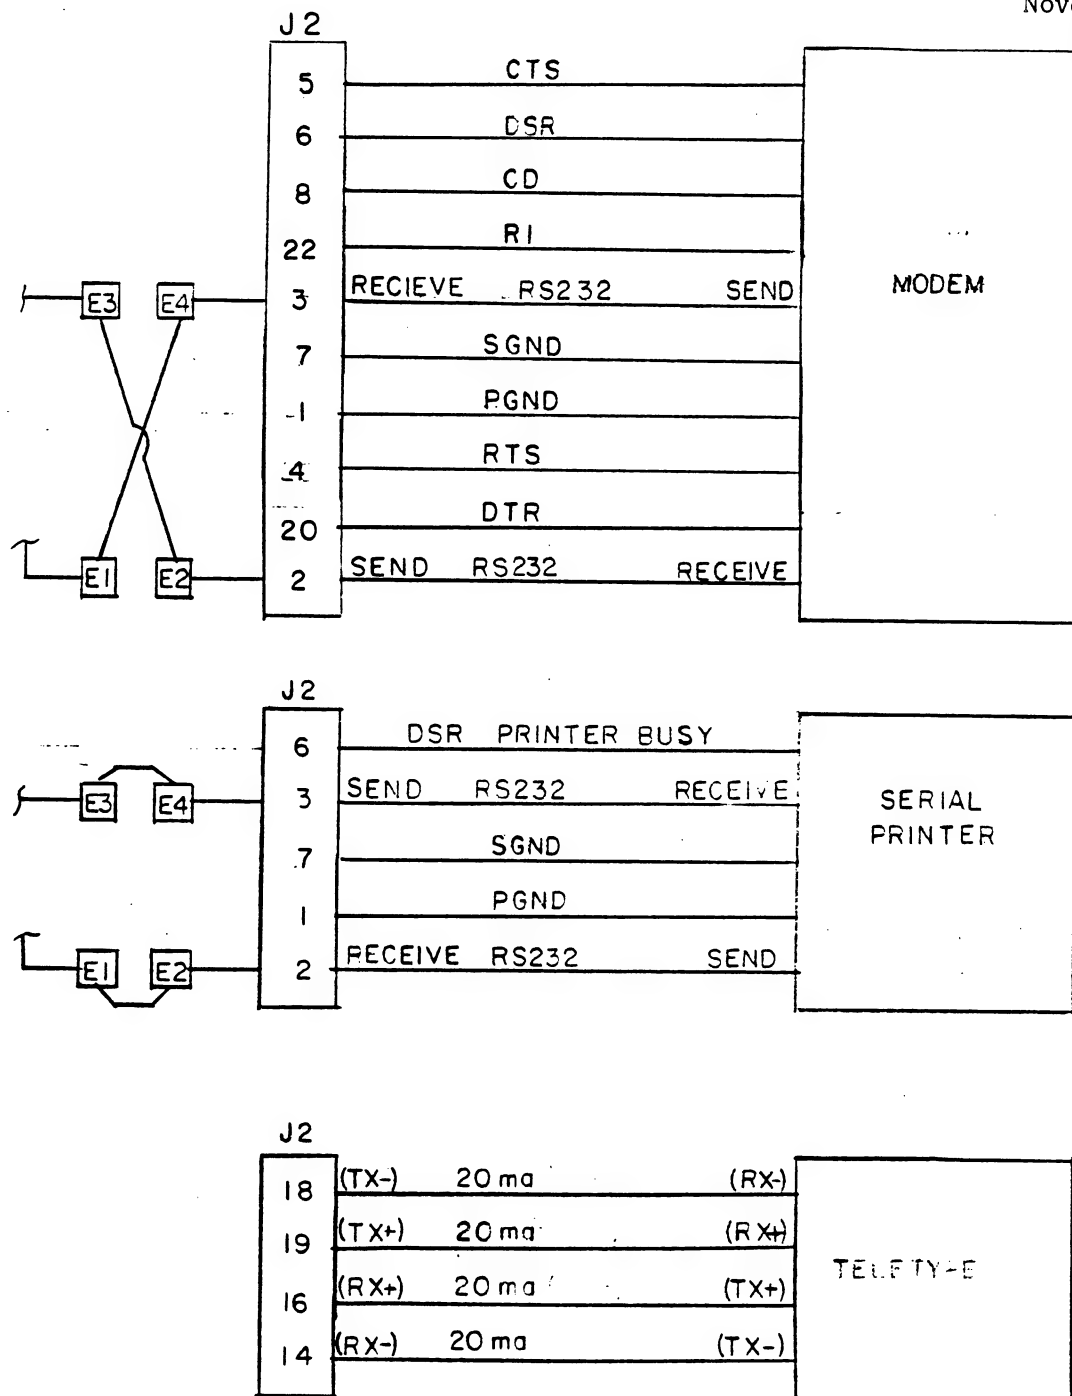 Nove
J2
5 CTS
6 DSR
8 CD
22 RI
MODEM
E3 E4 3 RECIEVE RS232 SEND
7 SGND
1 PGND
4 RTS
20 DTR
E1 E2 2 SEND RS232 RECEIVE
J2
6 DSR PRINTER BUSY
E3 E4 3 SEND RS232 RECEIVE
SERIAL
PRINTER
7 SGND
1 PGND
E1 E2 2 RECEIVE RS232 SEND
J2
18 (TX-) 20 ma (RX-)
19 (TX+) 20 ma (RX+)
TELETYPE
16 (RX+) 20 ma (TX+)
14 (RX-) 20 ma (TX-)